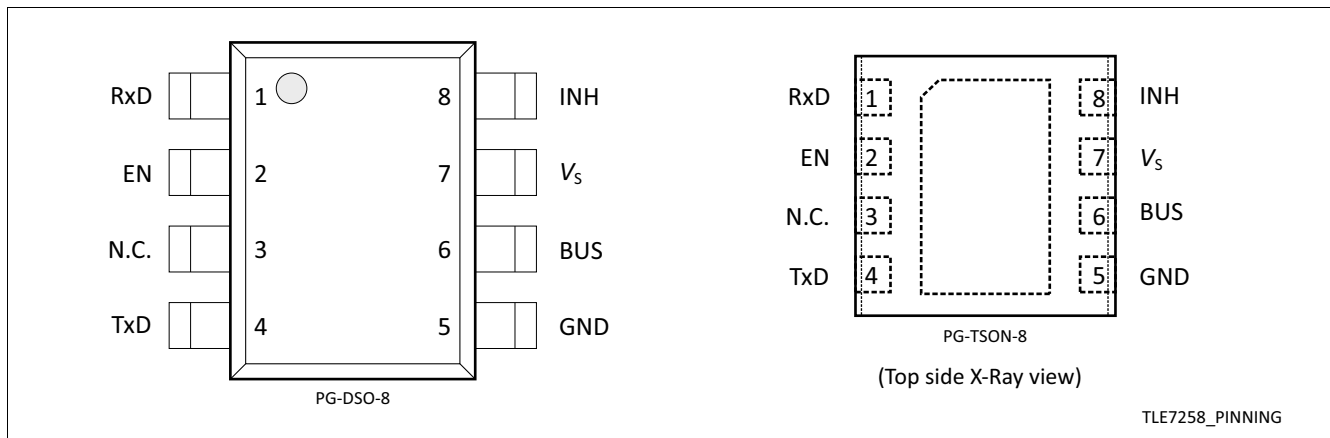 RxD 1 8 INH
EN 2 7 VS
N.C. 3 6 BUS
TxD 4 5 GND
PG-DSO-8
RxD 1 8 INH
EN 2 7 VS
N.C. 3 6 BUS
TxD 4 5 GND
PG-TSON-8
(Top side X-Ray view)
TLE7258_PINNING